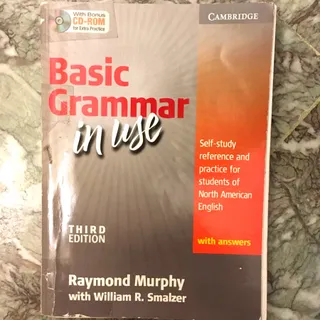 With Bonus
CD-ROM
for Extra Practice
CAMBRIDGE
Basic
Grammar
in use
Self-study
reference and
practice for
students of
North American
English
THIRD
EDITION
with answers
Raymond Murphy
with William R. Smalzer